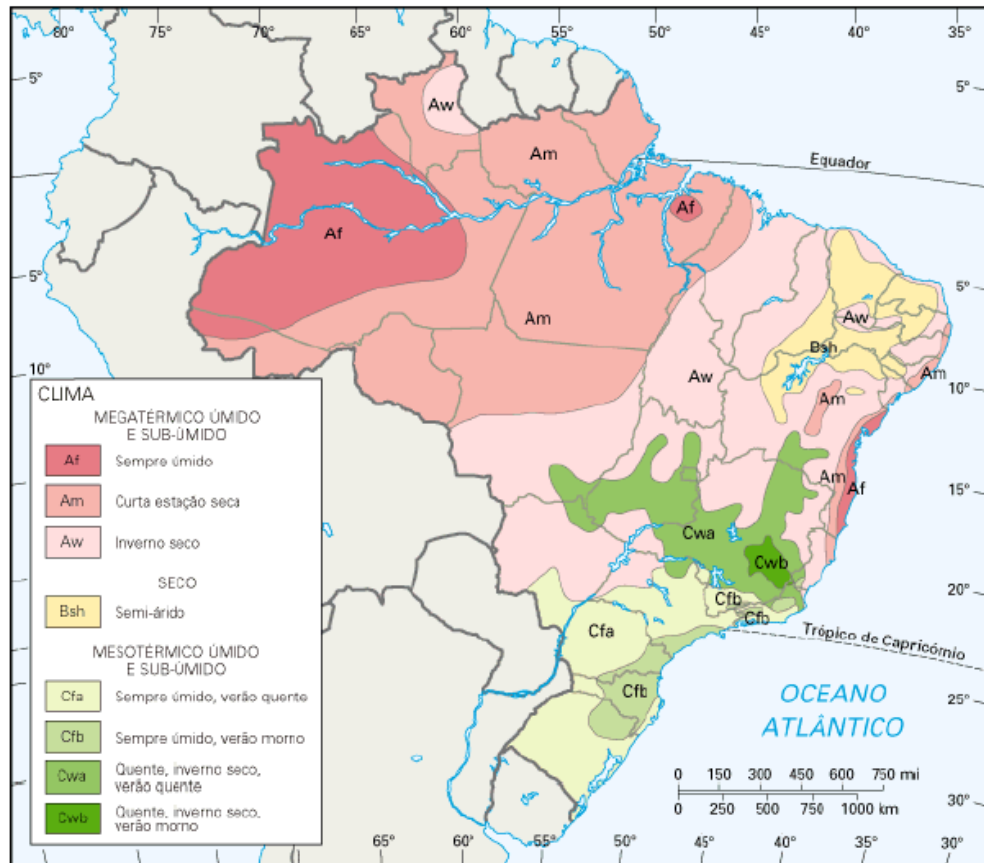 80° 75° 70° 65° 60° 55° 50° 45° 40° 35°
5° 5°
Aw
Am
Equador
Af
Af
5° 5°
Am
Aw
Bsh
10° Aw Am 10°
Am
CLIMA
MEGATÉRMICO ÚMIDO
E SUB-ÚMIDO
Af Sempre úmido
Am Curta estação seca
Aw Inverno seco
SECO
Bsh Semi-árido
MESOTÉRMICO ÚMIDO
E SUB-ÚMIDO
Cfa Sempre úmido, verão quente
Cfb Sempre úmido, verão morno
Cwa Quente, inverno seco,
verão quente
Cwb Quente, inverno seco,
verão morno
Am
Af
15° 15°
Cwa
Cwb
20° 20°
Cfb
Cfb
Cfa
Trópico de Capricórnio
Cfb
25° 25°
OCEANO
ATLÂNTICO
0 150 300 450 600 750 mi
0 250 500 750 1000 km
30° 30°
65° 60° 55° 50° 45° 40° 35° 30°